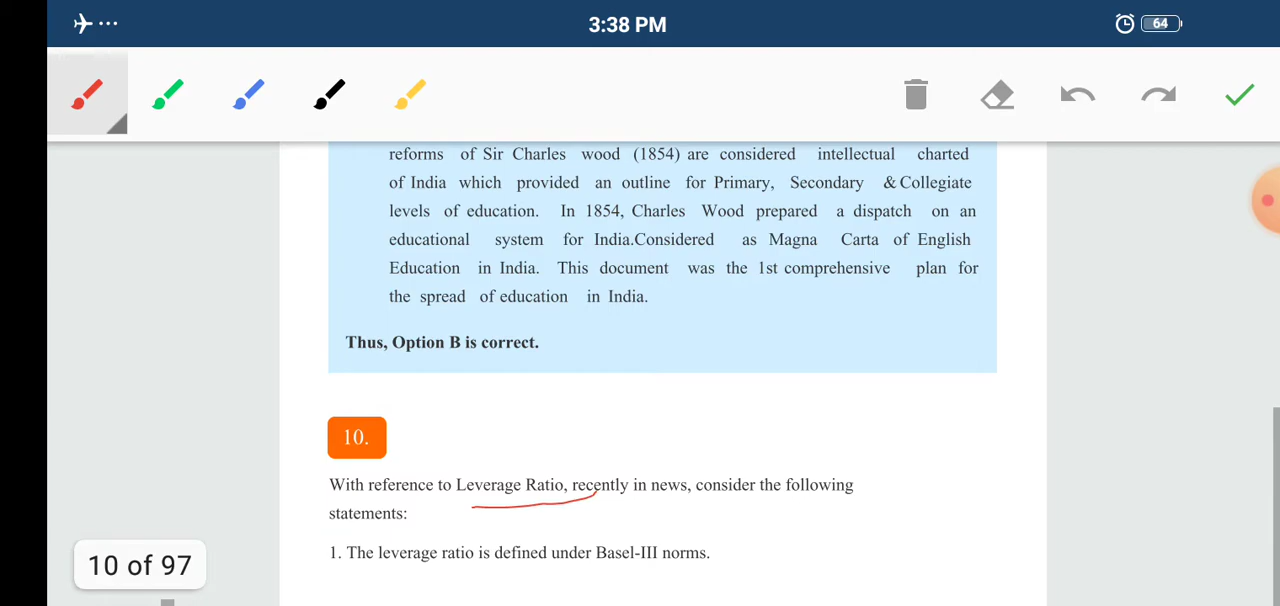 3:38 PM
64
reforms of Sir Charles wood (1854) are considered intellectual charted
of India which provided an outline for Primary, Secondary & Collegiate
levels of education. In 1854, Charles Wood prepared a dispatch on an
educational system for India.Considered as Magna Carta of English
Education in India. This document was the 1st comprehensive plan for
the spread of education in India.
Thus, Option B is correct.
10.
With reference to Leverage Ratio, recently in news, consider the following
statements:
1. The leverage ratio is defined under Basel-III norms.
10 of 97